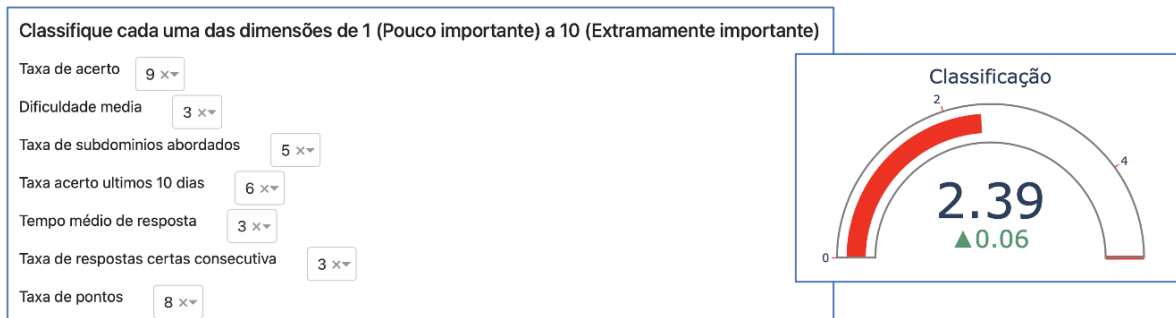 Classifique cada uma das dimensões de 1 (Pouco importante) a 10 (Extramamente importante)
Taxa de acerto 9 ×
Dificuldade media 3 ×
Taxa de subdominios abordados 5 ×
Taxa acerto ultimos 10 dias 6 ×
Tempo médio de resposta 3 ×
Taxa de respostas certas consecutiva 3 ×
Taxa de pontos 8 ×
Classificação
0
2
4
2.39
▲0.06